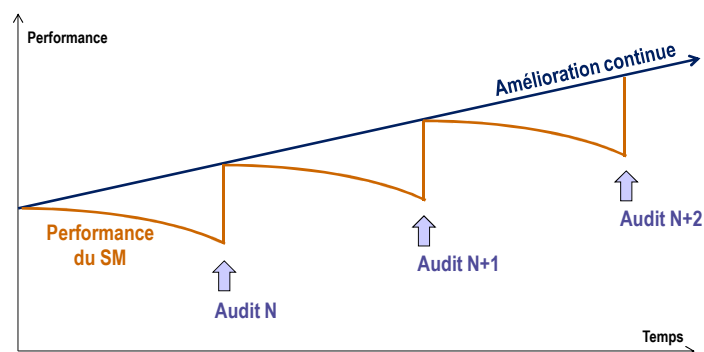 Performance
Amélioration continue
Performance
du SM
Audit N
Audit N+1
Audit N+2
Temps